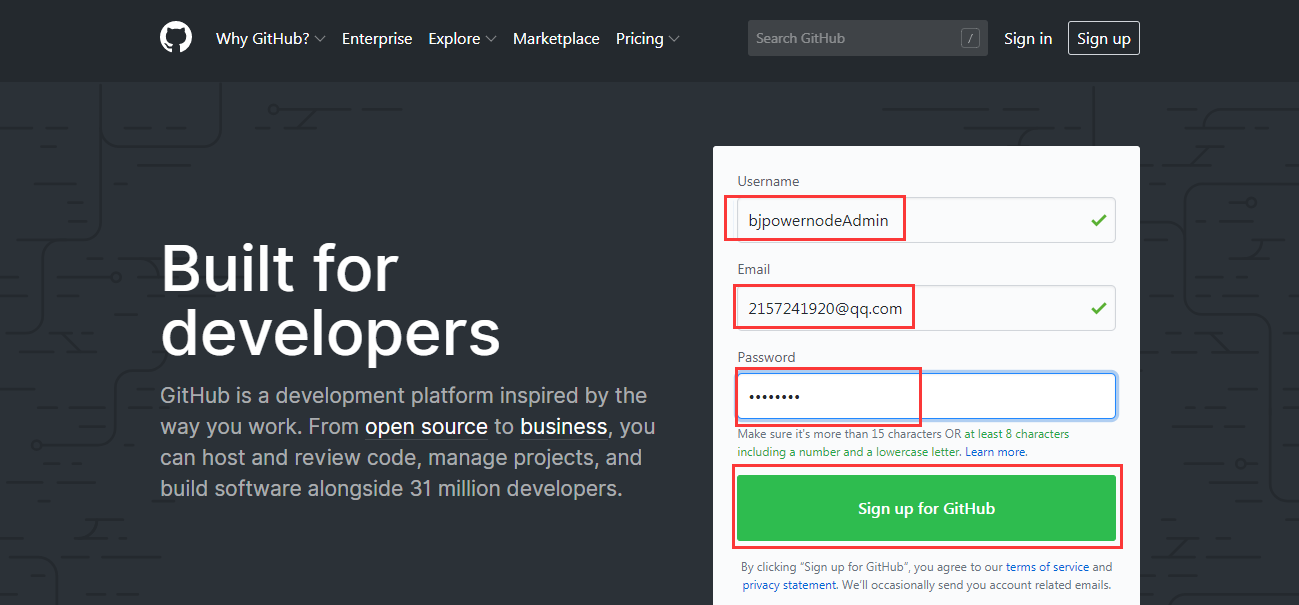 Why GitHub? Enterprise Explore Marketplace Pricing Search GitHub / Sign in Sign up
Built for
developers
GitHub is a development platform inspired by the
way you work. From open source to business, you
can host and review code, manage projects, and
build software alongside 31 million developers.
Username
bjpowernodeAdmin
Email
2157241920@qq.com
Password
••••••••
Make sure it's more than 15 characters OR at least 8 characters
including a number and a lowercase letter. Learn more.
Sign up for GitHub
By clicking “Sign up for GitHub”, you agree to our terms of service and
privacy statement. We’ll occasionally send you account related emails.